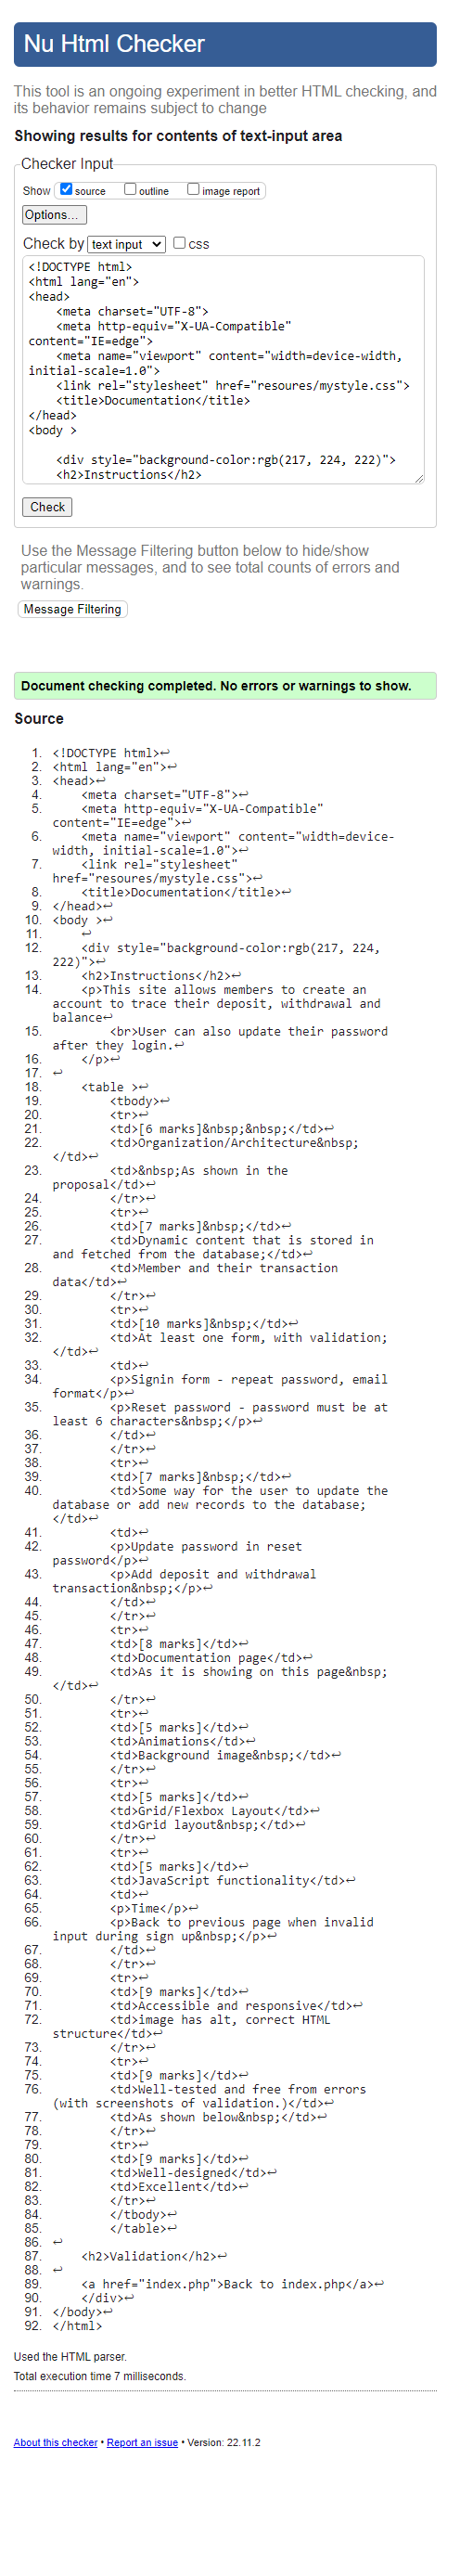 Nu Html Checker
This tool is an ongoing experiment in better HTML checking, and
its behavior remains subject to change
Showing results for contents of text-input area
Checker Input
Show source outline image report
Options...
Check by text input css
<!DOCTYPE html>
<html lang="en">
<head>
    <meta charset="UTF-8">
    <meta http-equiv="X-UA-Compatible"
content="IE=edge">
    <meta name="viewport" content="width=device-width,
initial-scale=1.0">
    <link rel="stylesheet" href="resoures/mystyle.css">
    <title>Documentation</title>
</head>
<body >
    <div style="background-color:rgb(217, 224, 222)">
    <h2>Instructions</h2>
Check
Use the Message Filtering button below to hide/show
particular messages, and to see total counts of errors and
warnings.
Message Filtering
Document checking completed. No errors or warnings to show.
Source
1. <!DOCTYPE html>↩
2. <html lang="en">↩
3. <head>↩
4.     <meta charset="UTF-8">↩
5.     <meta http-equiv="X-UA-Compatible"
content="IE=edge">↩
6.     <meta name="viewport" content="width=device-
width, initial-scale=1.0">↩
7.     <link rel="stylesheet"
href="resoures/mystyle.css">↩
8.     <title>Documentation</title>↩
9. </head>↩
10. <body >↩
11.     ↩
12.     <div style="background-color:rgb(217, 224,
222)">↩
13.     <h2>Instructions</h2>↩
14.     <p>This site allows members to create an
account to trace their deposit, withdrawal and
balance↩
15.         <br>User can also update their password
after they login.↩
16.     </p>↩
17. ↩
18.     <table >↩
19.         <tbody>↩
20.         <tr>↩
21.         <td>[6 marks]&nbsp;&nbsp;</td>↩
22.         <td>Organization/Architecture&nbsp;
</td>↩
23.         <td>&nbsp;As shown in the
proposal</td>↩
24.         </tr>↩
25.         <tr>↩
26.         <td>[7 marks]&nbsp;</td>↩
27.         <td>Dynamic content that is stored in
and fetched from the database;</td>↩
28.         <td>Member and their transaction
data</td>↩
29.         </tr>↩
30.         <tr>↩
31.         <td>[10 marks]&nbsp;</td>↩
32.         <td>At least one form, with validation;
</td>↩
33.         <td>↩
34.         <p>Signin form - repeat password, email
format</p>↩
35.         <p>Reset password - password must be at
least 6 characters&nbsp;</p>↩
36.         </td>↩
37.         </tr>↩
38.         <tr>↩
39.         <td>[7 marks]&nbsp;</td>↩
40.         <td>Some way for the user to update the
database or add new records to the database;
</td>↩
41.         <td>↩
42.         <p>Update password in reset
password</p>↩
43.         <p>Add deposit and withdrawal
transaction&nbsp;</p>↩
44.         </td>↩
45.         </tr>↩
46.         <tr>↩
47.         <td>[8 marks]</td>↩
48.         <td>Documentation page</td>↩
49.         <td>As it is showing on this page&nbsp;
</td>↩
50.         </tr>↩
51.         <tr>↩
52.         <td>[5 marks]</td>↩
53.         <td>Animations</td>↩
54.         <td>Background image&nbsp;</td>↩
55.         </tr>↩
56.         <tr>↩
57.         <td>[5 marks]</td>↩
58.         <td>Grid/Flexbox Layout</td>↩
59.         <td>Grid layout&nbsp;</td>↩
60.         </tr>↩
61.         <tr>↩
62.         <td>[5 marks]</td>↩
63.         <td>JavaScript functionality</td>↩
64.         <td>↩
65.         <p>Time</p>↩
66.         <p>Back to previous page when invalid
input during sign up&nbsp;</p>↩
67.         </td>↩
68.         </tr>↩
69.         <tr>↩
70.         <td>[9 marks]</td>↩
71.         <td>Accessible and responsive</td>↩
72.         <td>image has alt, correct HTML
structure</td>↩
73.         </tr>↩
74.         <tr>↩
75.         <td>[9 marks]</td>↩
76.         <td>Well-tested and free from errors
(with screenshots of validation.)</td>↩
77.         <td>As shown below&nbsp;</td>↩
78.         </tr>↩
79.         <tr>↩
80.         <td>[9 marks]</td>↩
81.         <td>Well-designed</td>↩
82.         <td>Excellent</td>↩
83.         </tr>↩
84.         </tbody>↩
85.         </table>↩
86. ↩
87.     <h2>Validation</h2>↩
88. ↩
89.     <a href="index.php">Back to index.php</a>↩
90.     </div>↩
91. </body>↩
92. </html>
Used the HTML parser.
Total execution time 7 milliseconds.
About this checker • Report an issue • Version: 22.11.2